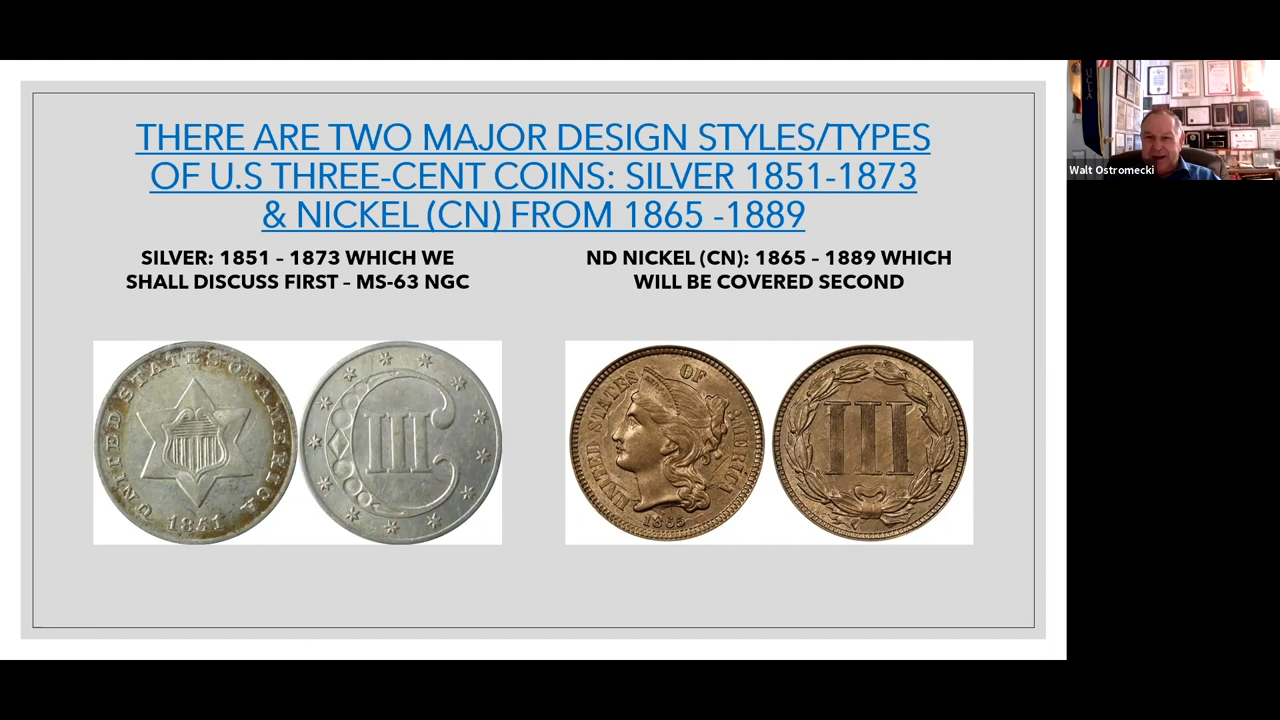 THERE ARE TWO MAJOR DESIGN STYLES/TYPES
OF U.S THREE-CENT COINS: SILVER 1851-1873
& NICKEL (CN) FROM 1865 -1889
SILVER: 1851 – 1873 WHICH WE
SHALL DISCUSS FIRST – MS-63 NGC
ND NICKEL (CN): 1865 – 1889 WHICH
WILL BE COVERED SECOND
UNITED STATES OF AMERICA
1851
III
UNITED STATES OF AMERICA
1865
III
UCLA
Walt Ostromecki